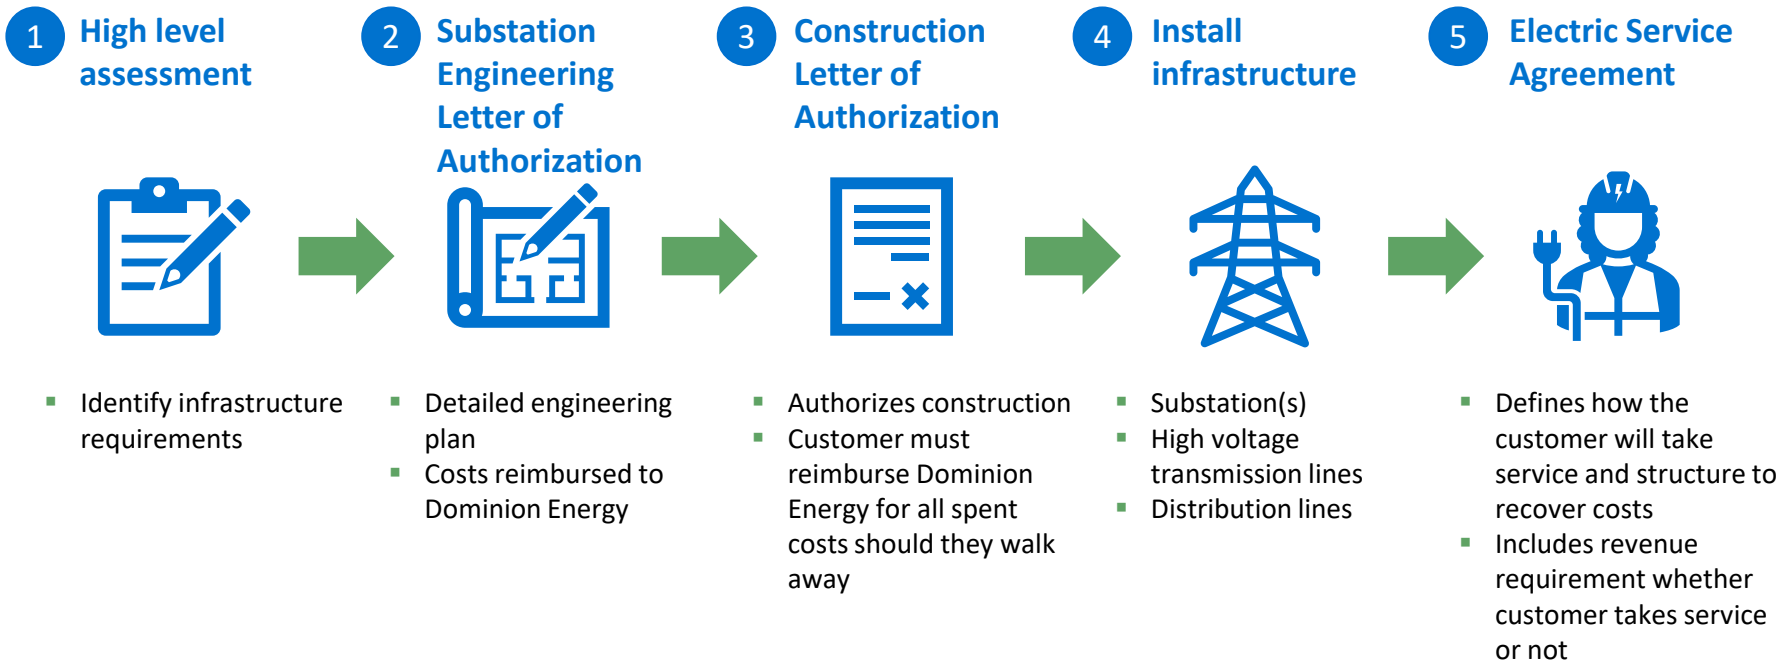 1
High level
assessment
▪ Identify infrastructure
requirements
2
Substation
Engineering
Letter of
Authorization
▪ Detailed engineering
plan
▪ Costs reimbursed to
Dominion Energy
3
Construction
Letter of
Authorization
▪ Authorizes construction
▪ Customer must
reimburse Dominion
Energy for all spent
costs should they walk
away
4
Install
infrastructure
▪ Substation(s)
▪ High voltage
transmission lines
▪ Distribution lines
5
Electric Service
Agreement
▪ Defines how the
customer will take
service and structure to
recover costs
▪ Includes revenue
requirement whether
customer takes service
or not